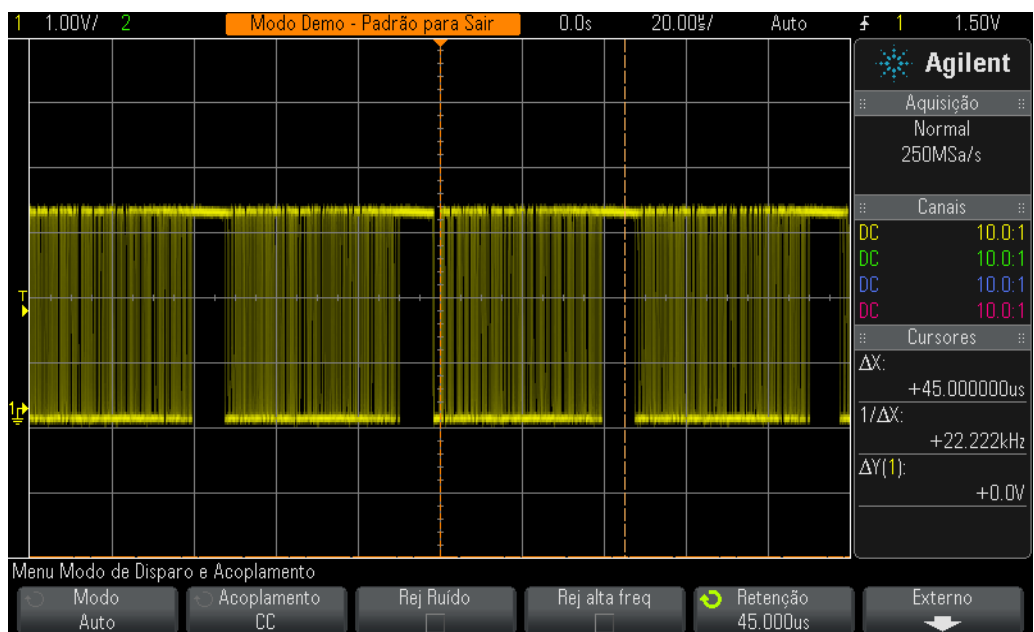 1 1.00V/ 2 Modo Demo - Padrão para Sair 0.0s 20.00us/ Auto 1 1.50V
Agilent
Aquisição
Normal
250MSa/s
Canais
DC 10.0:1
DC 10.0:1
DC 10.0:1
DC 10.0:1
Cursores
ΔX:
+45.000000us
1/ΔX:
+22.222kHz
ΔY(1):
+0.0V
T
1
Menu Modo de Disparo e Acoplamento
Modo Acoplamento Rej Ruído Rej alta freq Retenção Externo
Auto CC 45.000us